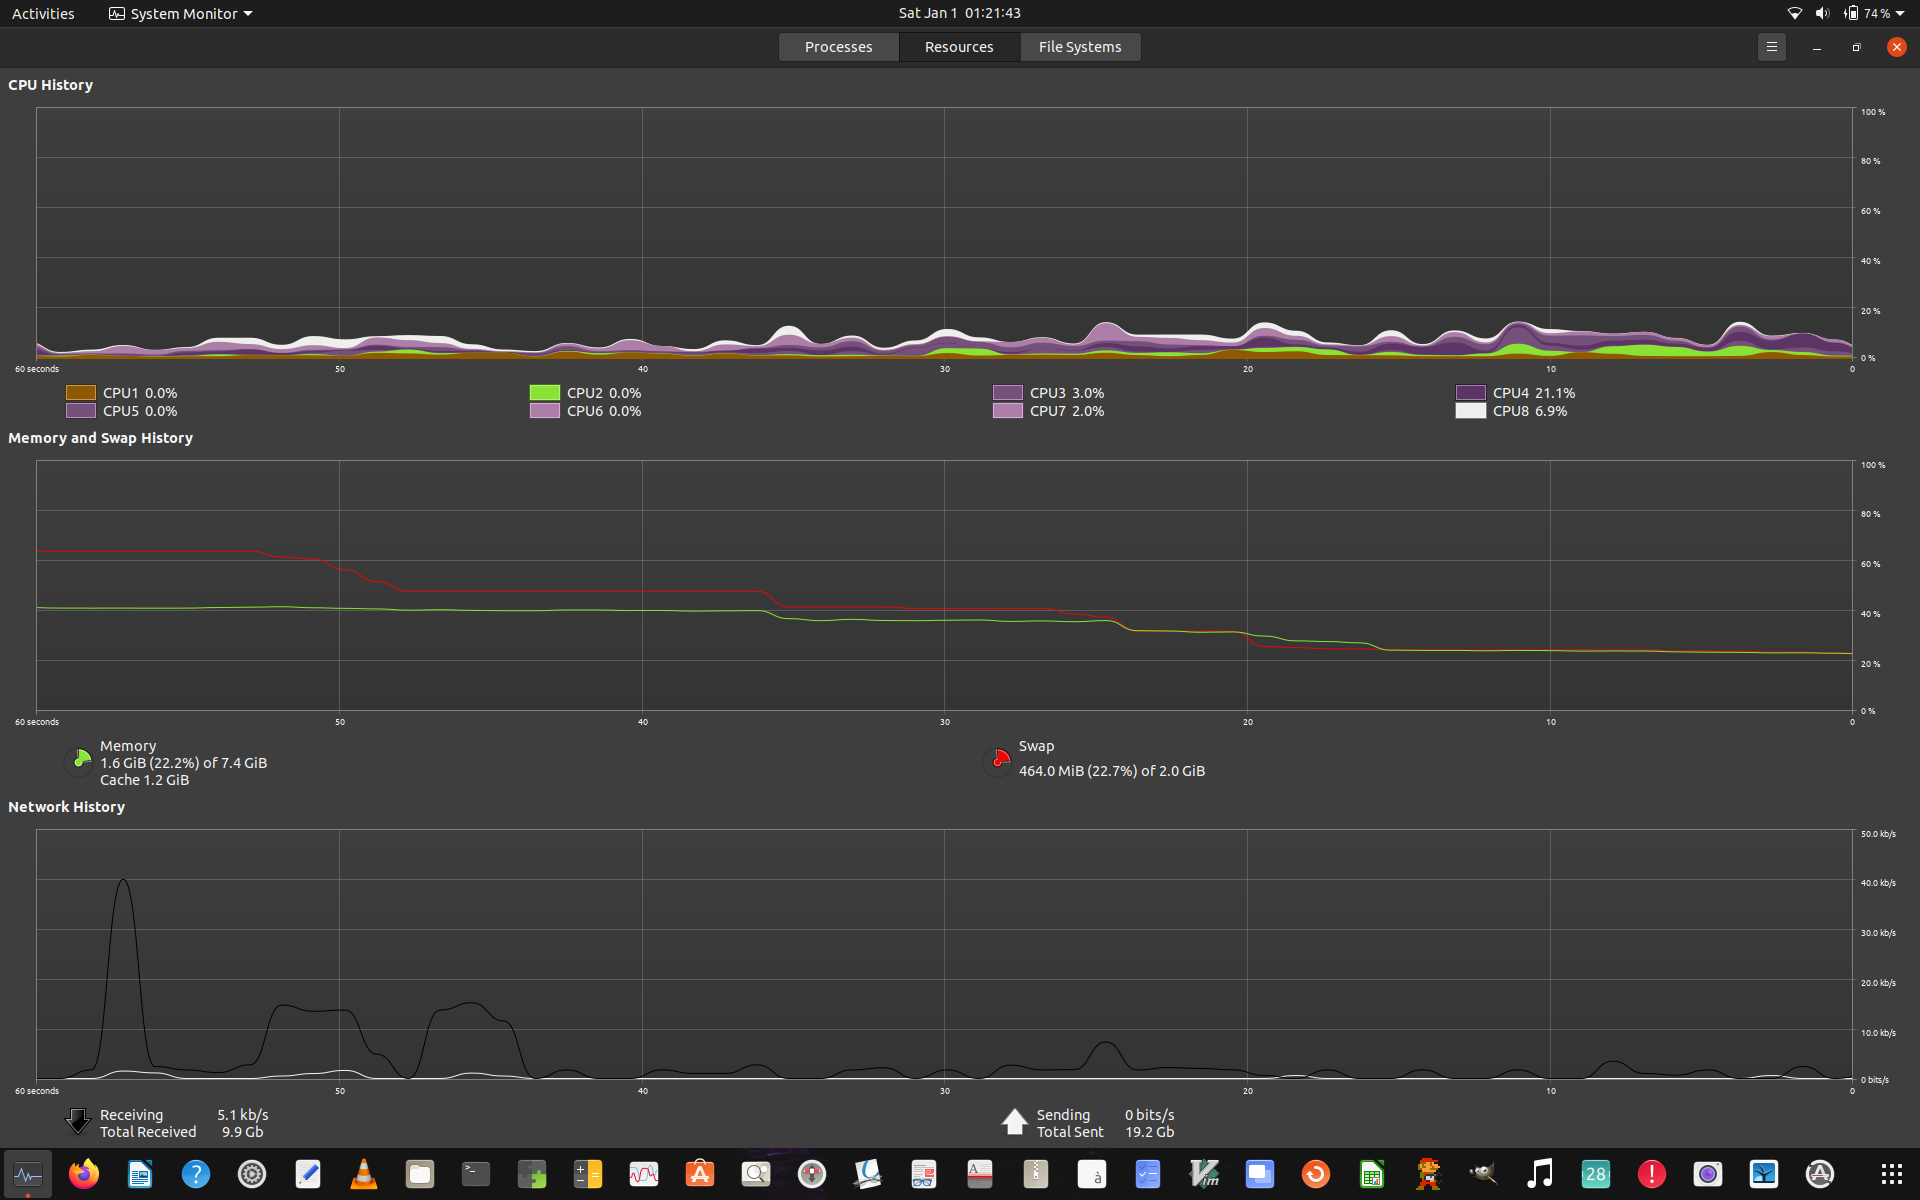 Activities System Monitor Sat Jan 1 01:21:43 74 %
Processes Resources File Systems
CPU History
100 %
80 %
60 %
40 %
20 %
0 %
60 seconds 50 40 30 20 10 0
CPU1 0.0% CPU2 0.0% CPU3 3.0% CPU4 21.1%
CPU5 0.0% CPU6 0.0% CPU7 2.0% CPU8 6.9%
Memory and Swap History
100 %
80 %
60 %
40 %
20 %
0 %
60 seconds 50 40 30 20 10 0
Memory
1.6 GiB (22.2%) of 7.4 GiB
Cache 1.2 GiB
Swap
464.0 MiB (22.7%) of 2.0 GiB
Network History
50.0 kb/s
40.0 kb/s
30.0 kb/s
20.0 kb/s
10.0 kb/s
0 bits/s
60 seconds 50 40 30 20 10 0
Receiving 5.1 kb/s
Total Received 9.9 Gb
Sending 0 bits/s
Total Sent 19.2 Gb
? >_ A à Vim 28 !